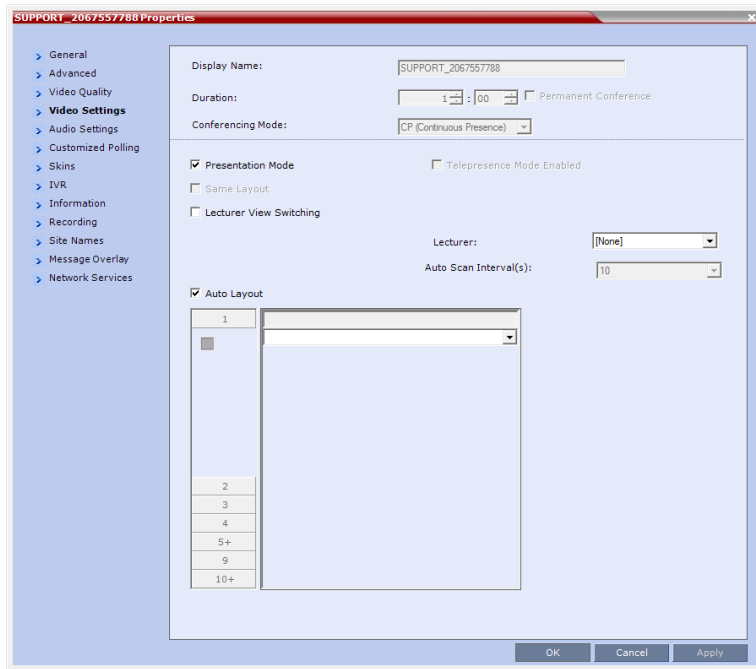 SUPPORT_2067557788 Properties
General
Advanced
Video Quality
Video Settings
Audio Settings
Customized Polling
Skins
IVR
Information
Recording
Site Names
Message Overlay
Network Services
Display Name: SUPPORT_2067557788
Duration: 1 : 00 Permanent Conference
Conferencing Mode: CP (Continuous Presence)
Presentation Mode Telepresence Mode Enabled
Same Layout
Lecturer View Switching
Lecturer: [None]
Auto Scan Interval(s): 10
Auto Layout
1
2
3
4
5+
9
10+
OK Cancel Apply